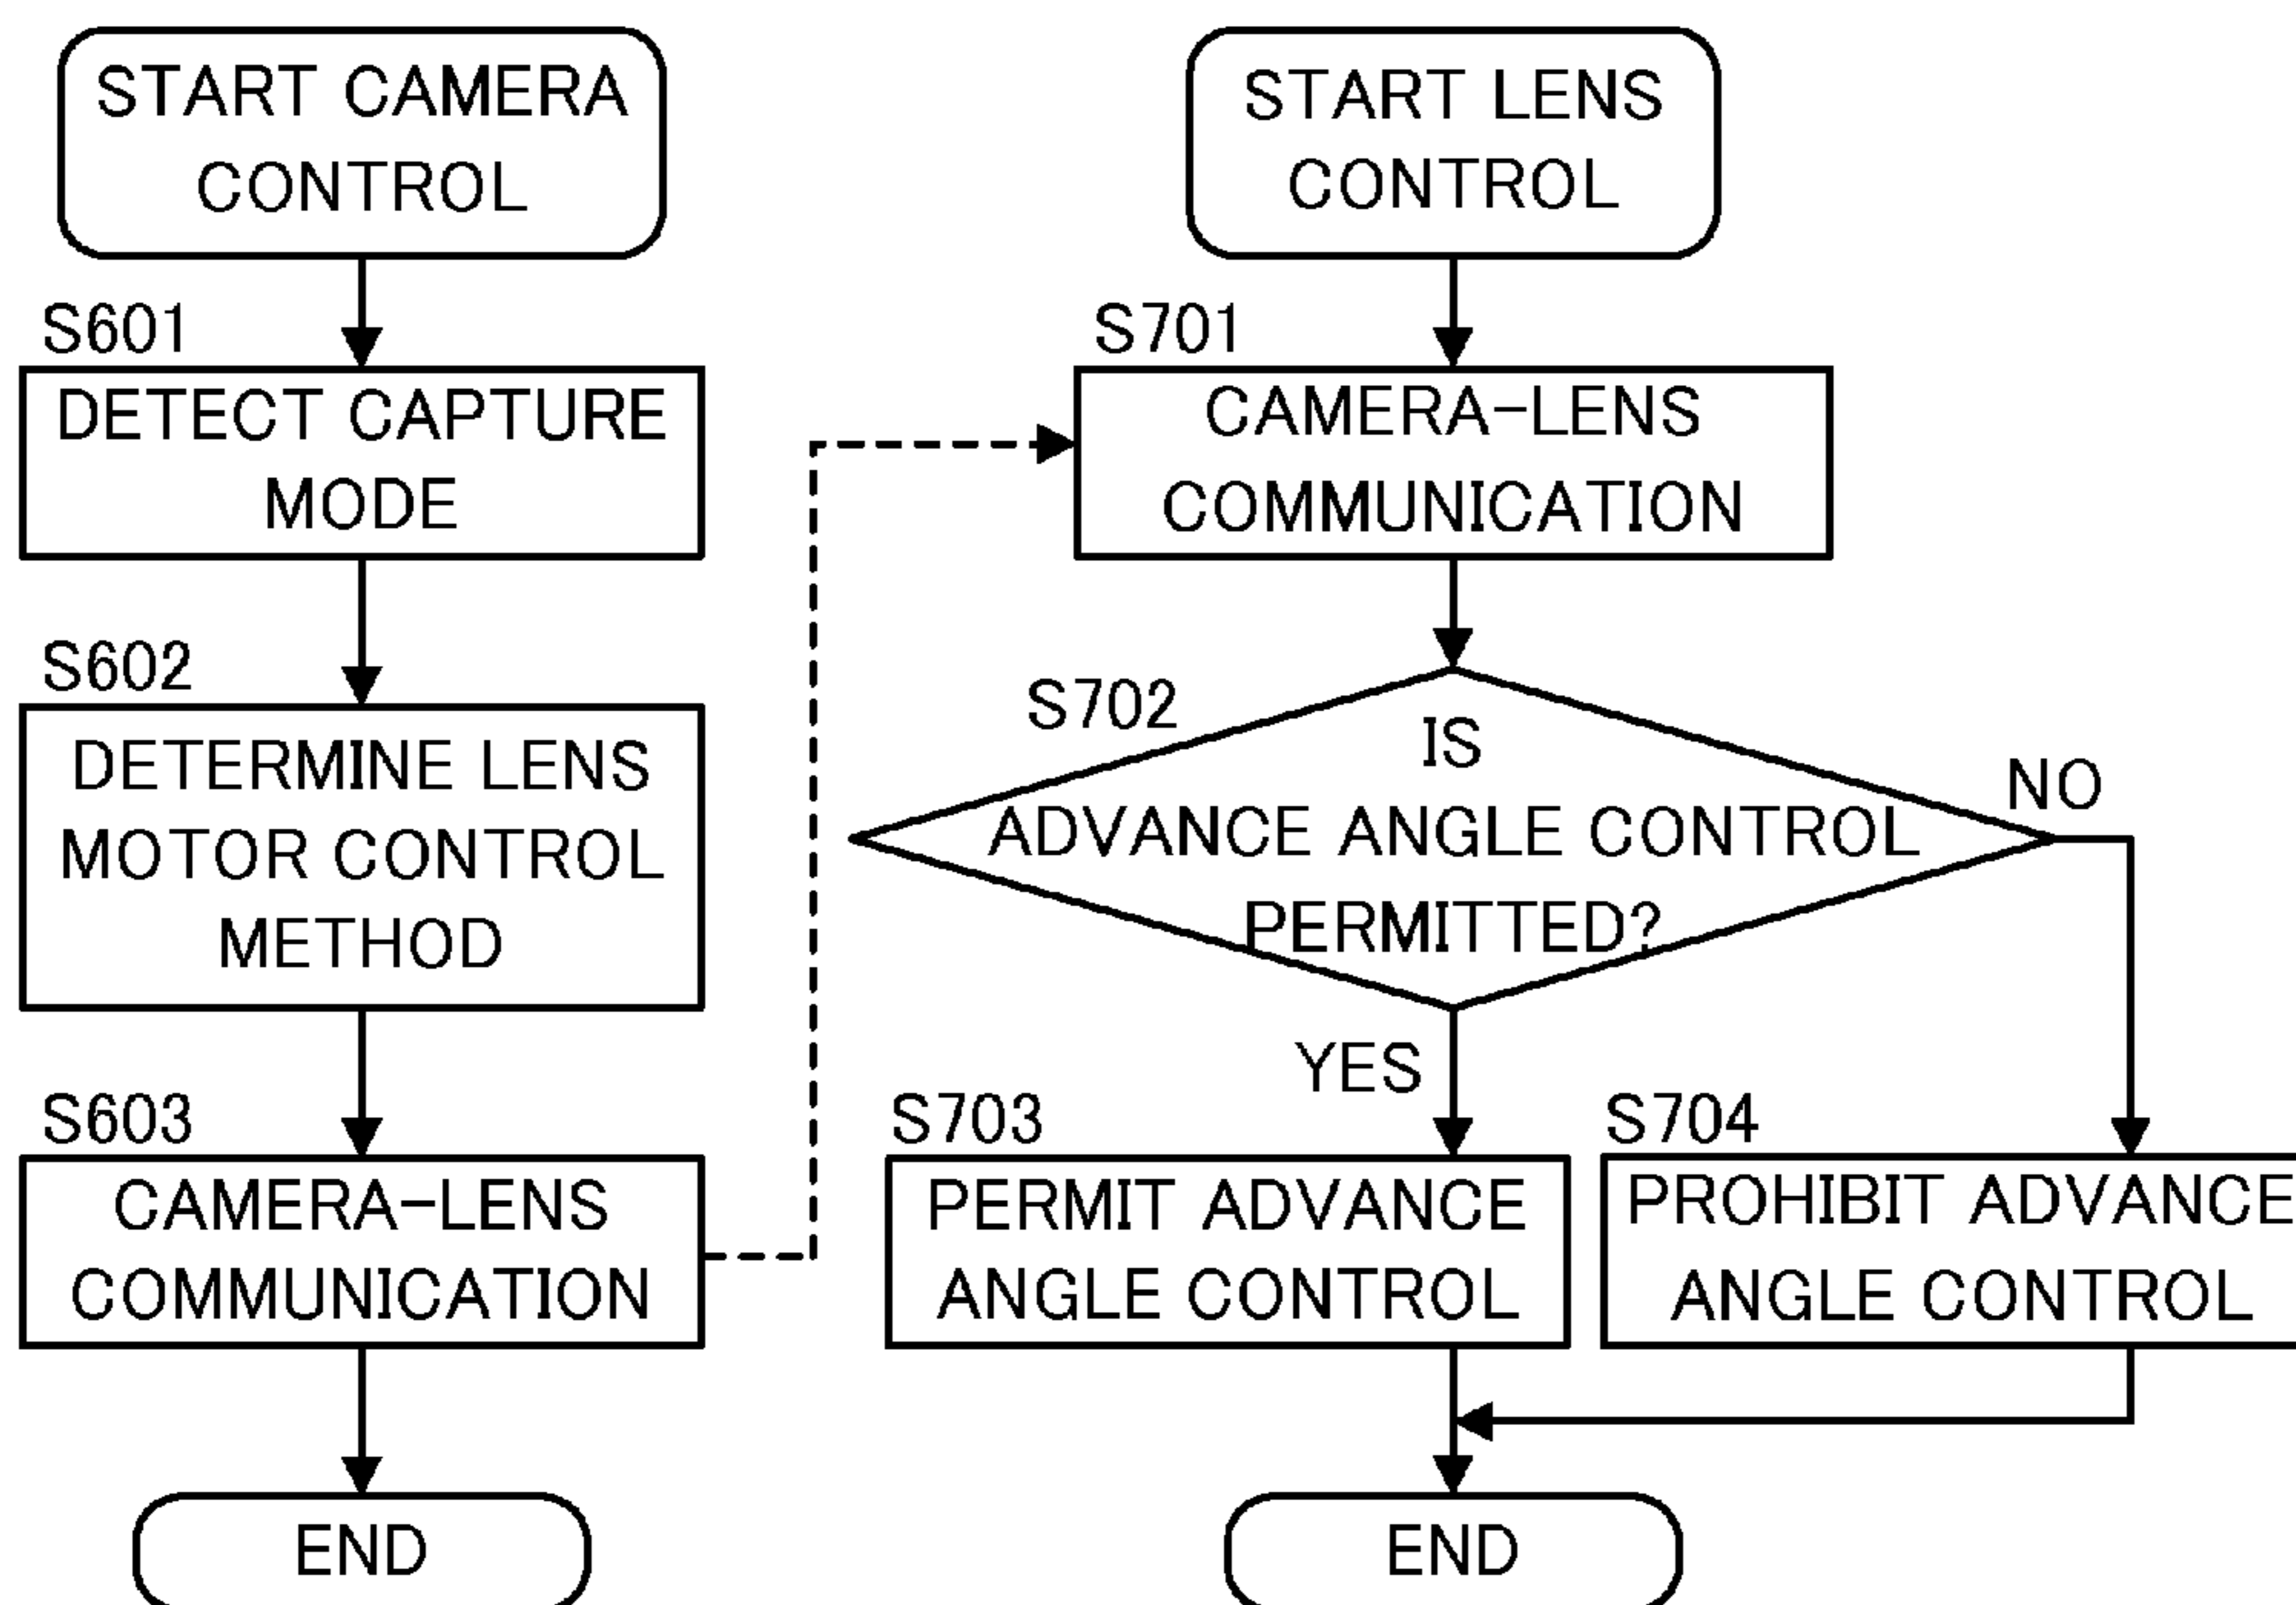 START CAMERA
CONTROL
S601
DETECT CAPTURE
MODE
S602
DETERMINE LENS
MOTOR CONTROL
METHOD
S603
CAMERA-LENS
COMMUNICATION
END
START LENS
CONTROL
S701
CAMERA-LENS
COMMUNICATION
S702
IS
ADVANCE ANGLE CONTROL
PERMITTED?
NO
YES
S703
PERMIT ADVANCE
ANGLE CONTROL
S704
PROHIBIT ADVANCE
ANGLE CONTROL
END